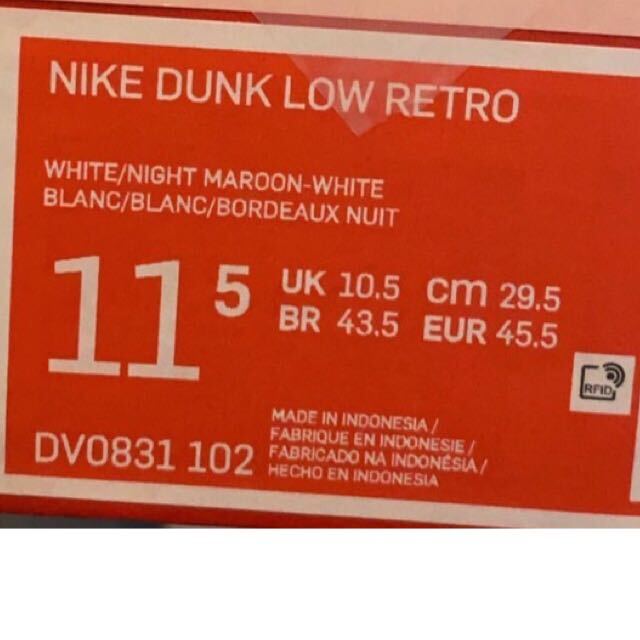 NIKE DUNK LOW RETRO
WHITE/NIGHT MAROON-WHITE
BLANC/BLANC/BORDEAUX NUIT
11 5
UK 10.5 cm 29.5
BR 43.5 EUR 45.5
RFID
DV0831 102
MADE IN INDONESIA /
FABRIQUE EN INDONESIE /
FABRICADO NA INDONÉSIA /
HECHO EN INDONESIA